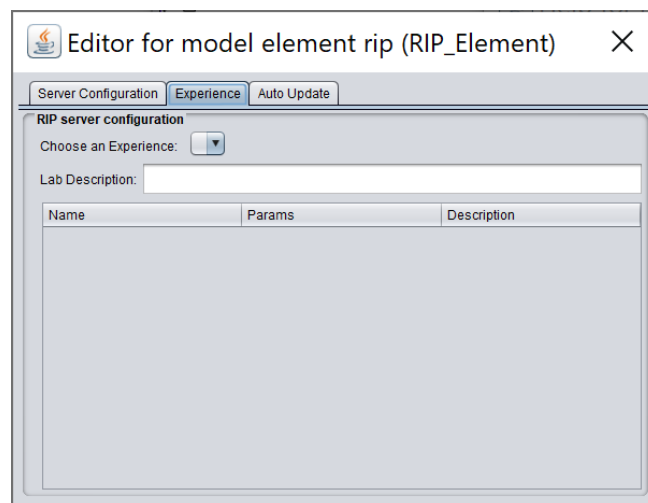 Editor for model element rip (RIP_Element)
Server Configuration Experience Auto Update
RIP server configuration
Choose an Experience:
Lab Description:
Name Params Description